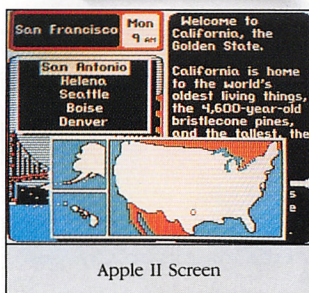 San Francisco
Mon
9 AM
San Antonio
Helena
Seattle
Boise
Denver
Welcome to
California, the
Golden State.
California is home
to the world's
oldest living things,
the 4,600-year-old
bristlecone pines,
and the tallest, the
Apple II Screen